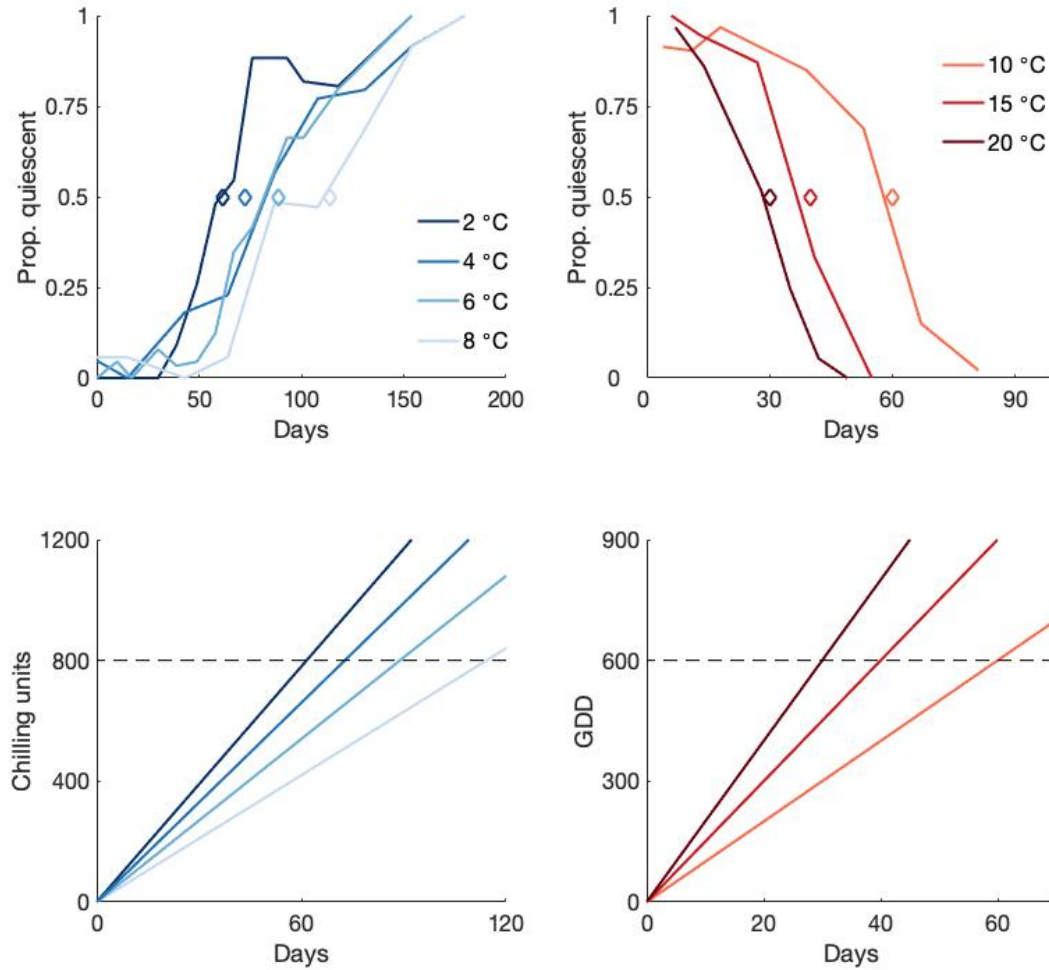 1
0.75
0.5
0.25
0
Prop. quiescent
0 50 100 150 200
Days
2 °C
4 °C
6 °C
8 °C
1
0.75
0.5
0.25
0
Prop. quiescent
0 30 60 90
Days
10 °C
15 °C
20 °C
1200
800
400
0
Chilling units
0 60 120
Days
900
600
300
0
GDD
0 20 40 60
Days